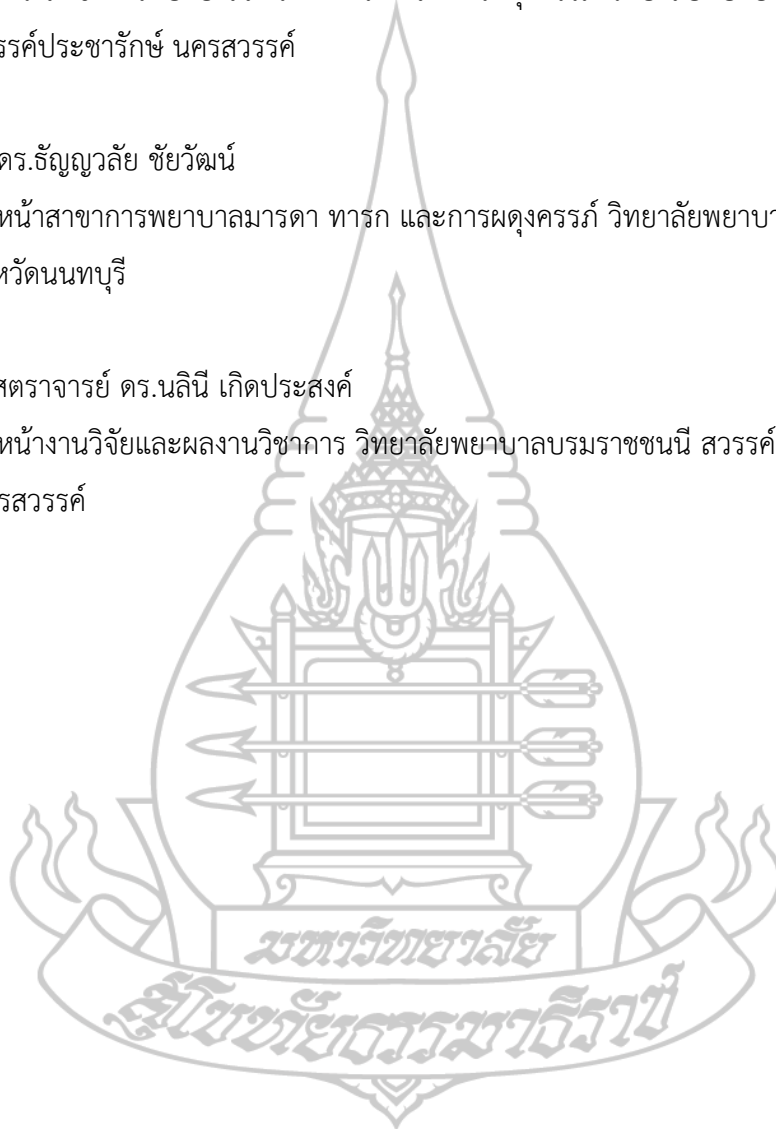 รรค์ประชารักษ์ นครสวรรค์
ดร.ธัญญวลัย ชัยวัฒน์
หน้าสาขาการพยาบาลมารดา ทารก และการผดุงครรภ์ วิทยาลัยพยาบา
หวัดนนทบุรี
สตราจารย์ ดร.นลินี เกิดประสงค์
หน้างานวิจัยและผลงานวิชาการ วิทยาลัยพยาบาลบรมราชชนนี สวรรค์
รสวรรค์
มหาวิทยาลัย
สุโขทัยธรรมาธิราช